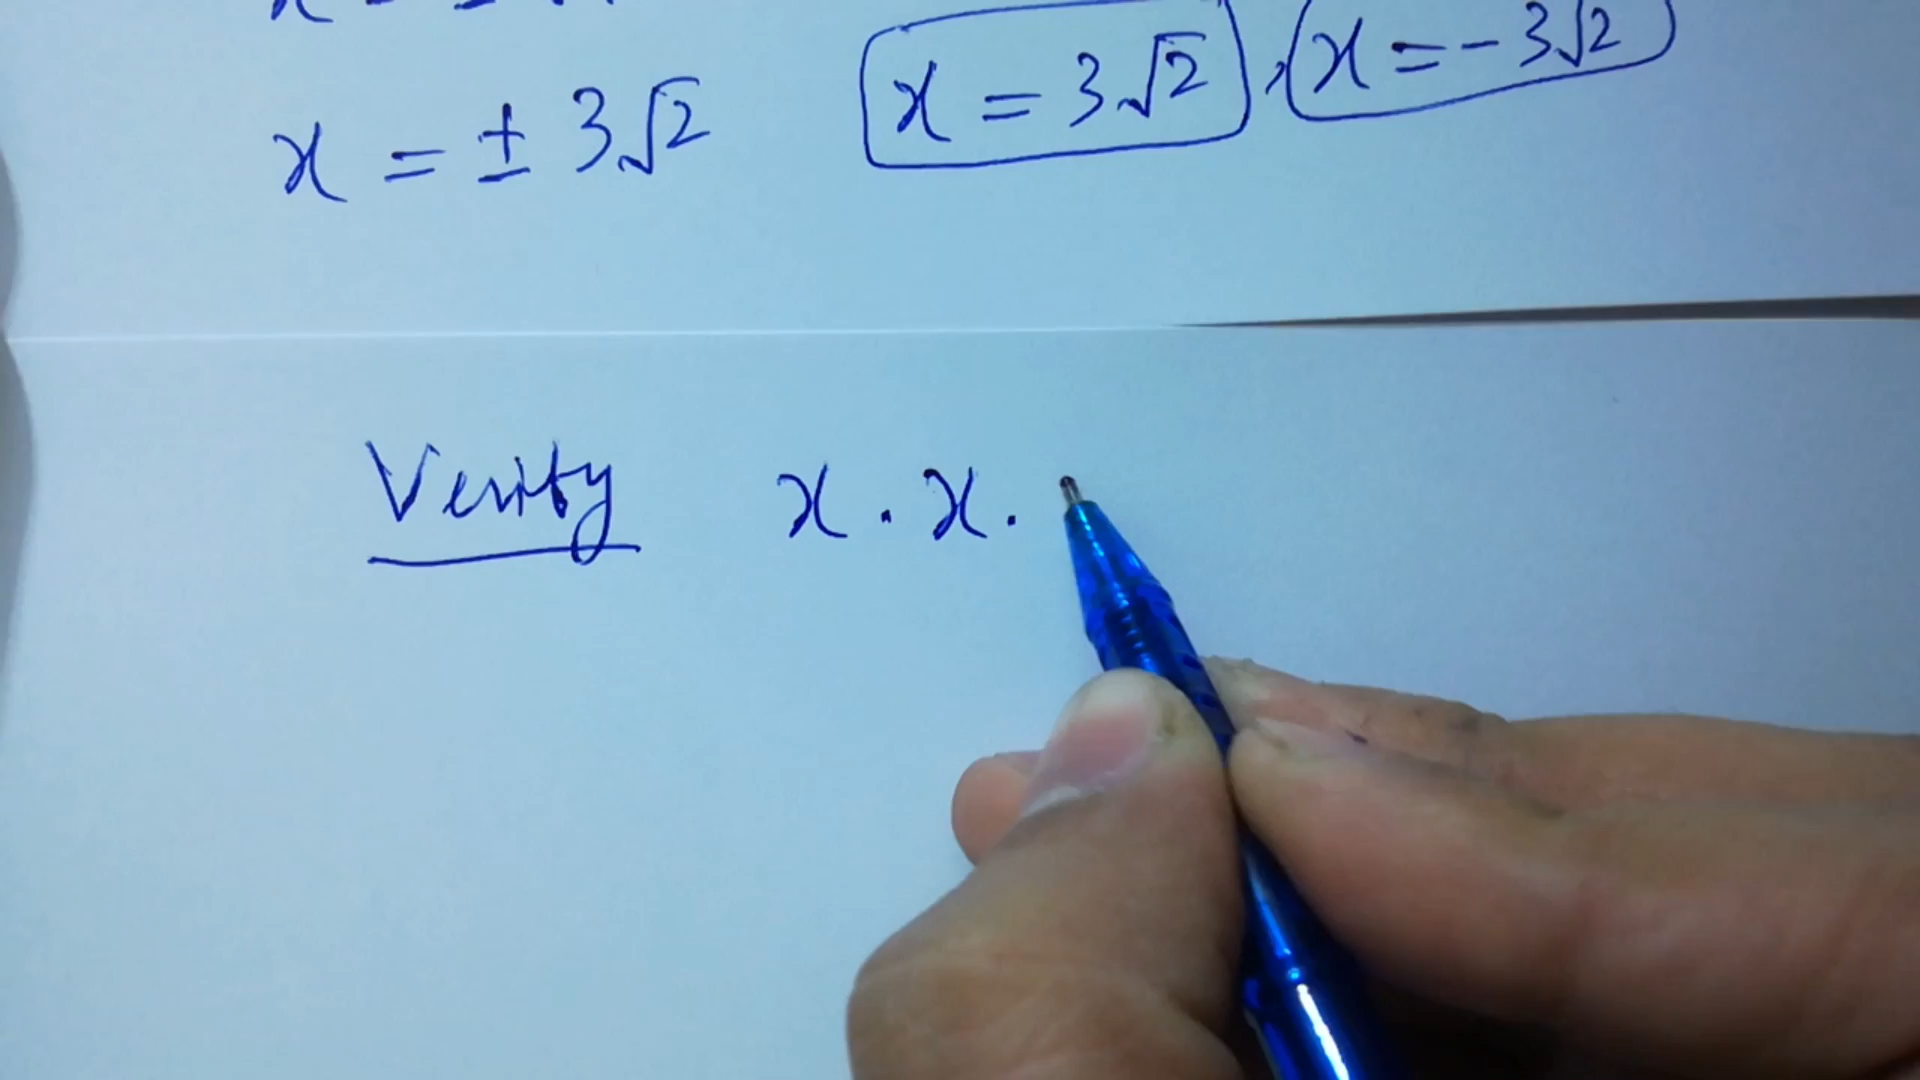 x = ± 3√2
x = 3√2 , x = - 3√2
Verify x . x .